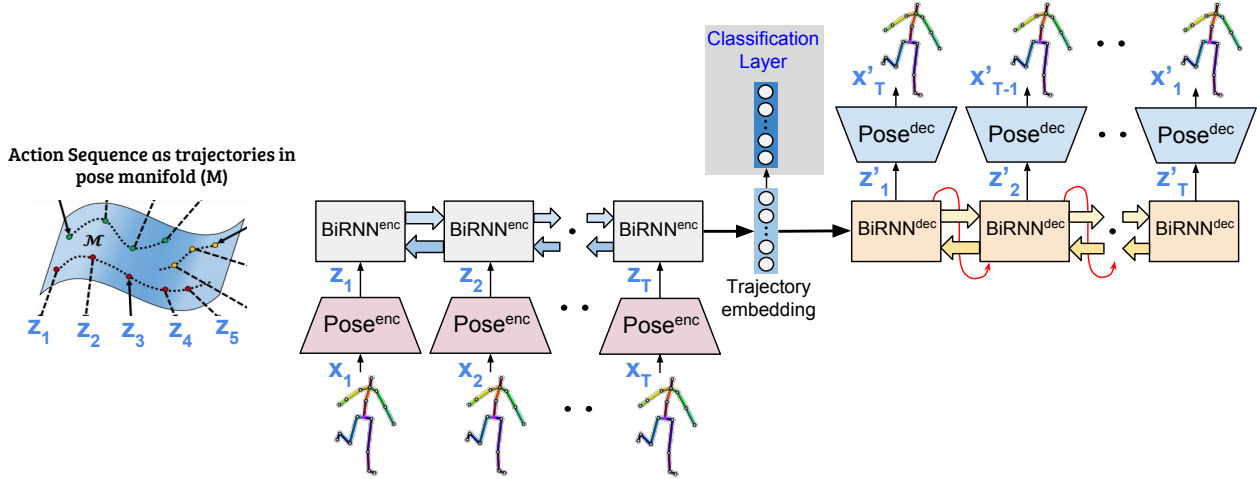 Action Sequence as trajectories in
pose manifold (M)
ℳ
z1 z2 z3 z4 z5
BiRNNenc BiRNNenc BiRNNenc
z1 z2 zT
Poseenc Poseenc Poseenc
x1 x2 xT
Classification
Layer
Trajectory
embedding
x'T x'T-1 x'1
Posedec Posedec Posedec
z'1 z'2 z'T
BiRNNdec BiRNNdec BiRNNdec